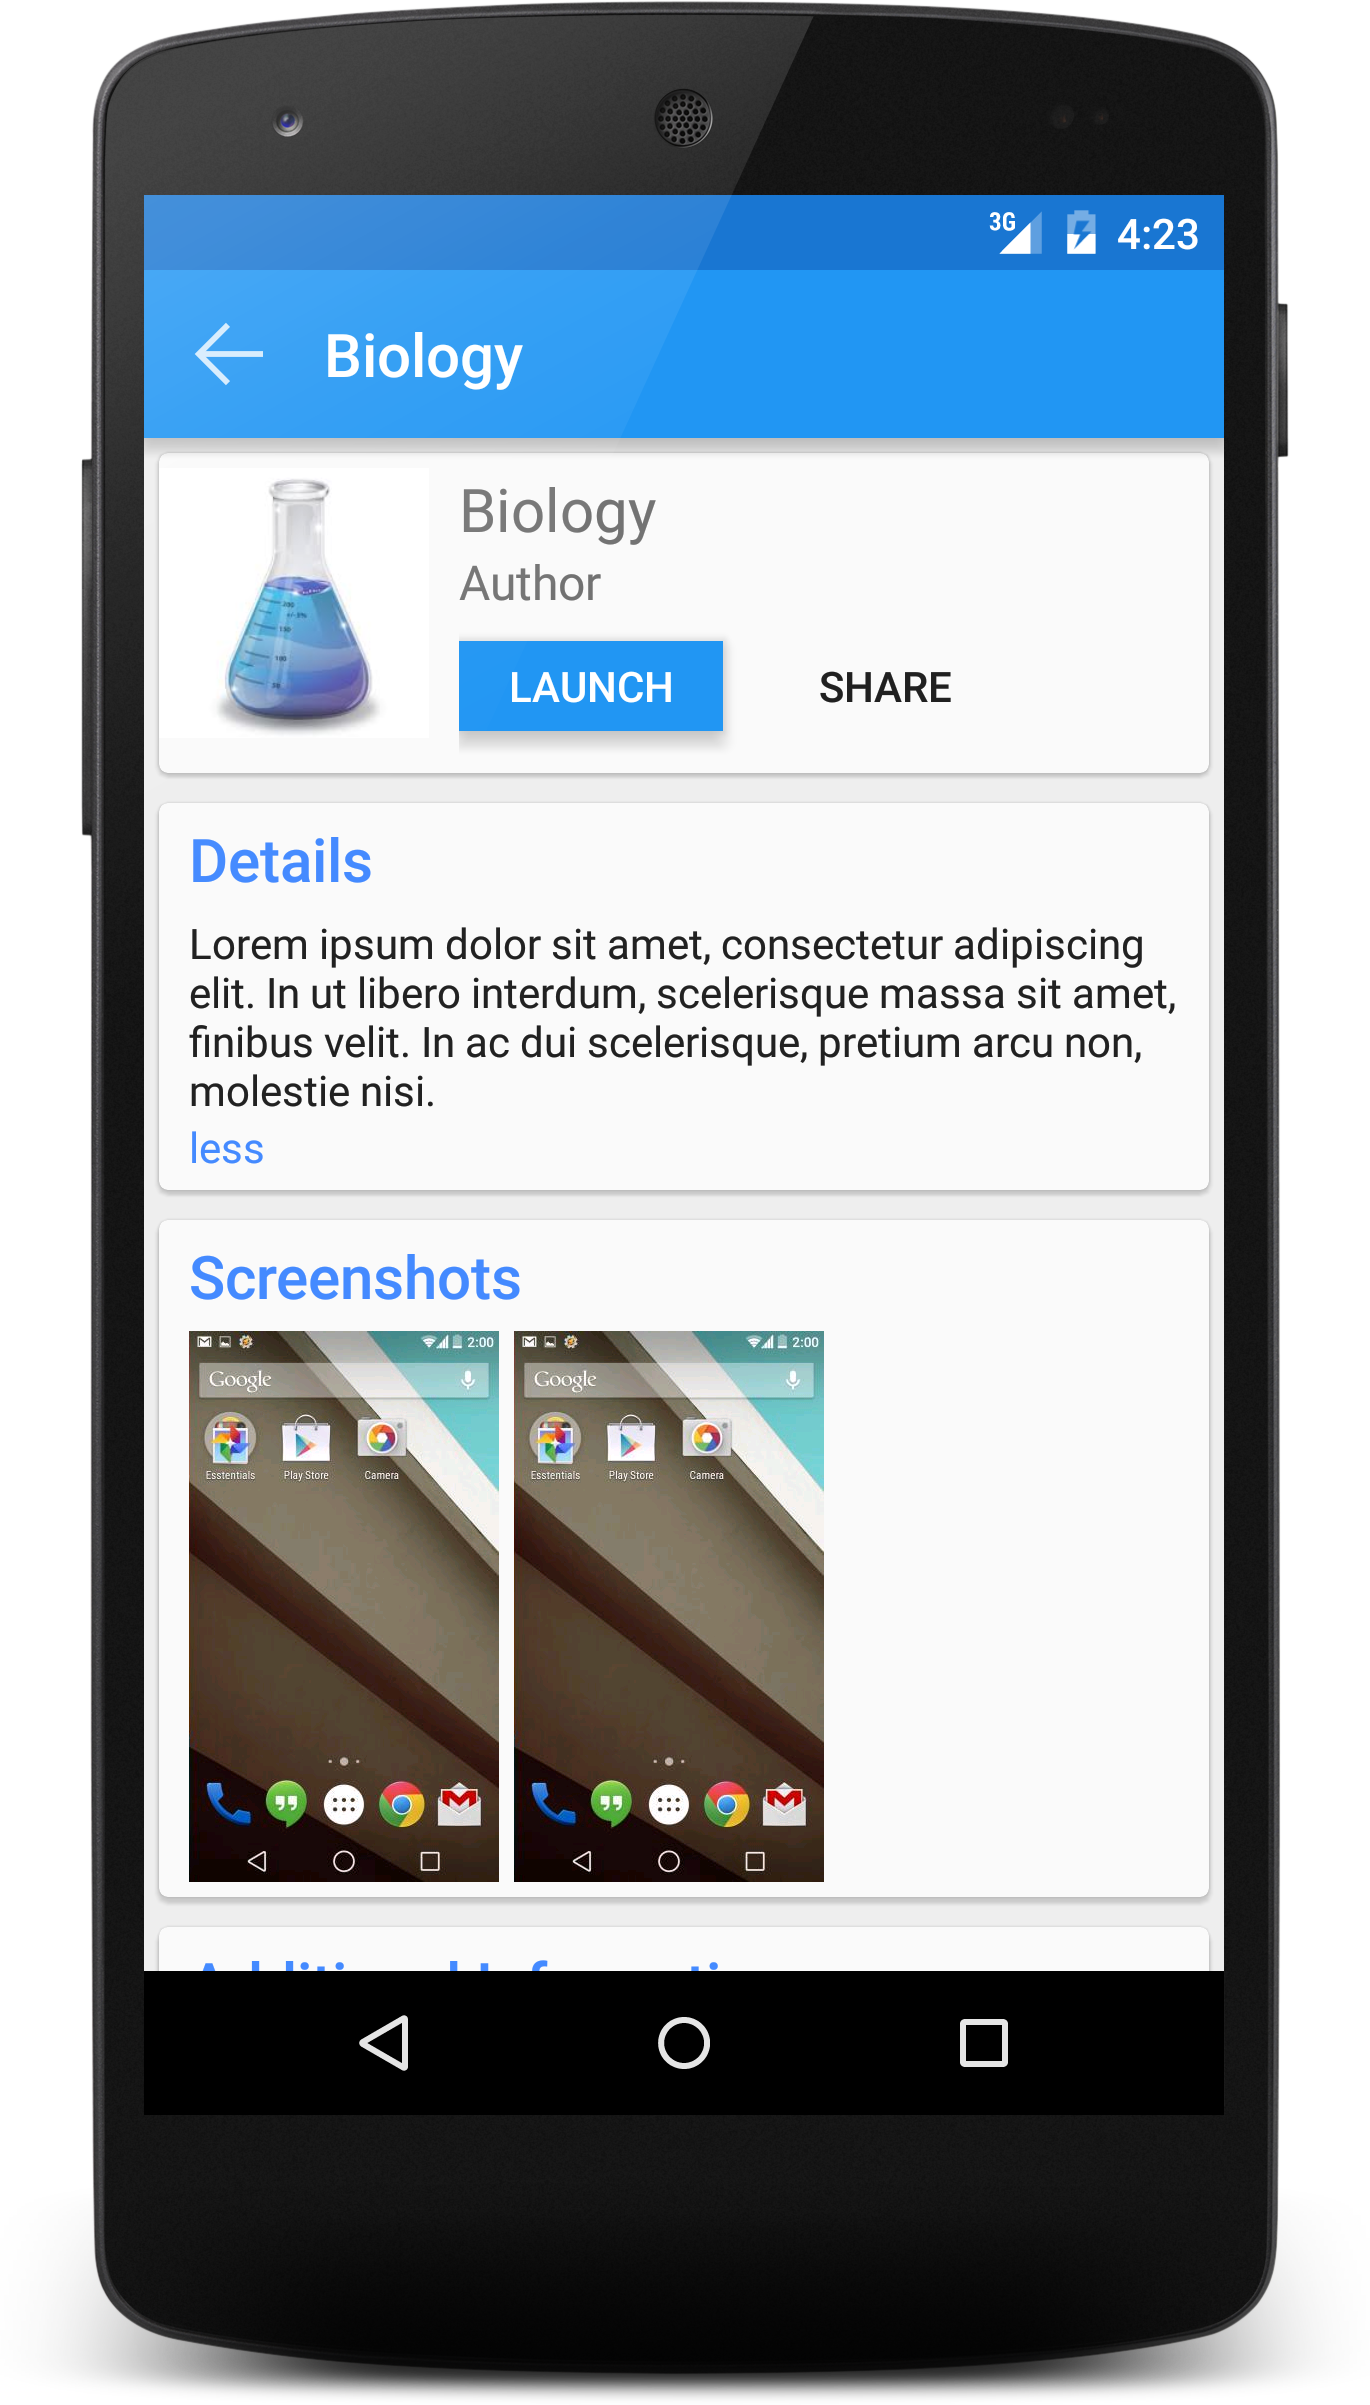 3G 4:23
Biology
Biology
Author
LAUNCH SHARE
Details
Lorem ipsum dolor sit amet, consectetur adipiscing
elit. In ut libero interdum, scelerisque massa sit amet,
finibus velit. In ac dui scelerisque, pretium arcu non,
molestie nisi.
less
Screenshots
2:00 2:00
Google Google
Esstentials Play Store Camera Esstentials Play Store Camera